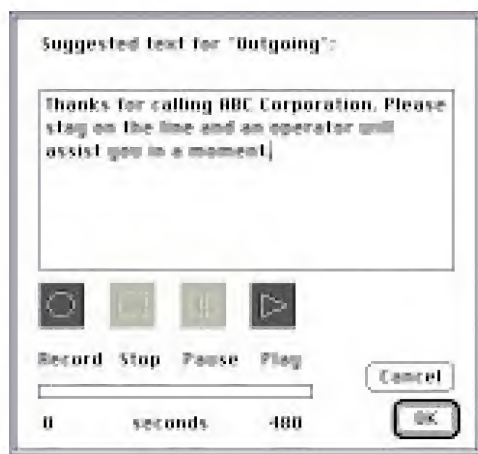 Suggested text for "Outgoing":
Thanks for calling ABC Corporation. Please
stay on the line and an operator will
assist you in a moment.
Record Stop Pause Play
Cancel
0 seconds 480
OK